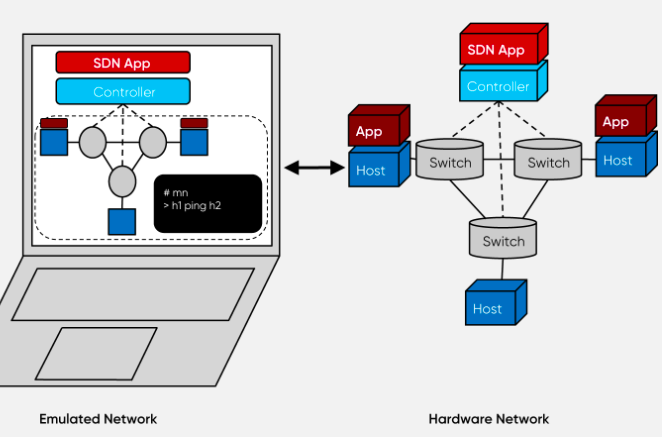 SDN App
Controller
# mn
> h1 ping h2
SDN App
Controller
App
Host
Switch
Switch
App
Host
Switch
Host
Emulated Network
Hardware Network